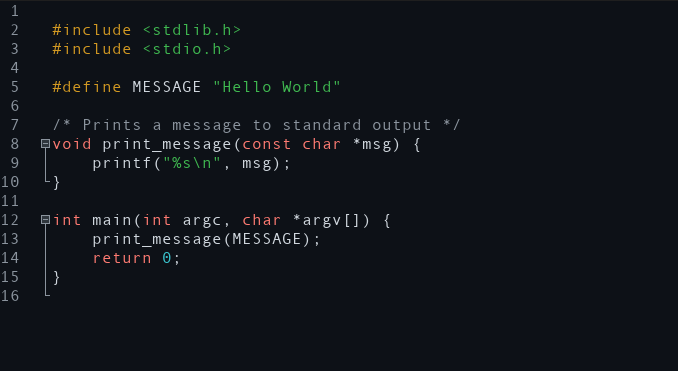 1
2 #include <stdlib.h>
3 #include <stdio.h>
4
5 #define MESSAGE "Hello World"
6
7 /* Prints a message to standard output */
8 void print_message(const char *msg) {
9     printf("%s\n", msg);
10 }
11
12 int main(int argc, char *argv[]) {
13     print_message(MESSAGE);
14     return 0;
15 }
16